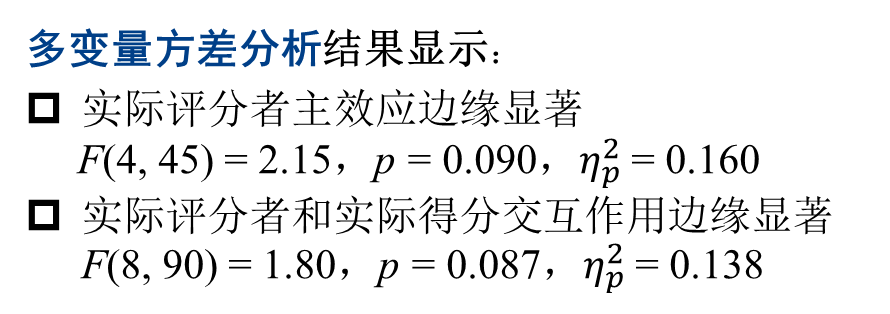 多变量方差分析结果显示：
□ 实际评分者主效应边缘显著
F(4, 45) = 2.15，p = 0.090，η²ₚ = 0.160
□ 实际评分者和实际得分交互作用边缘显著
F(8, 90) = 1.80，p = 0.087，η²ₚ = 0.138